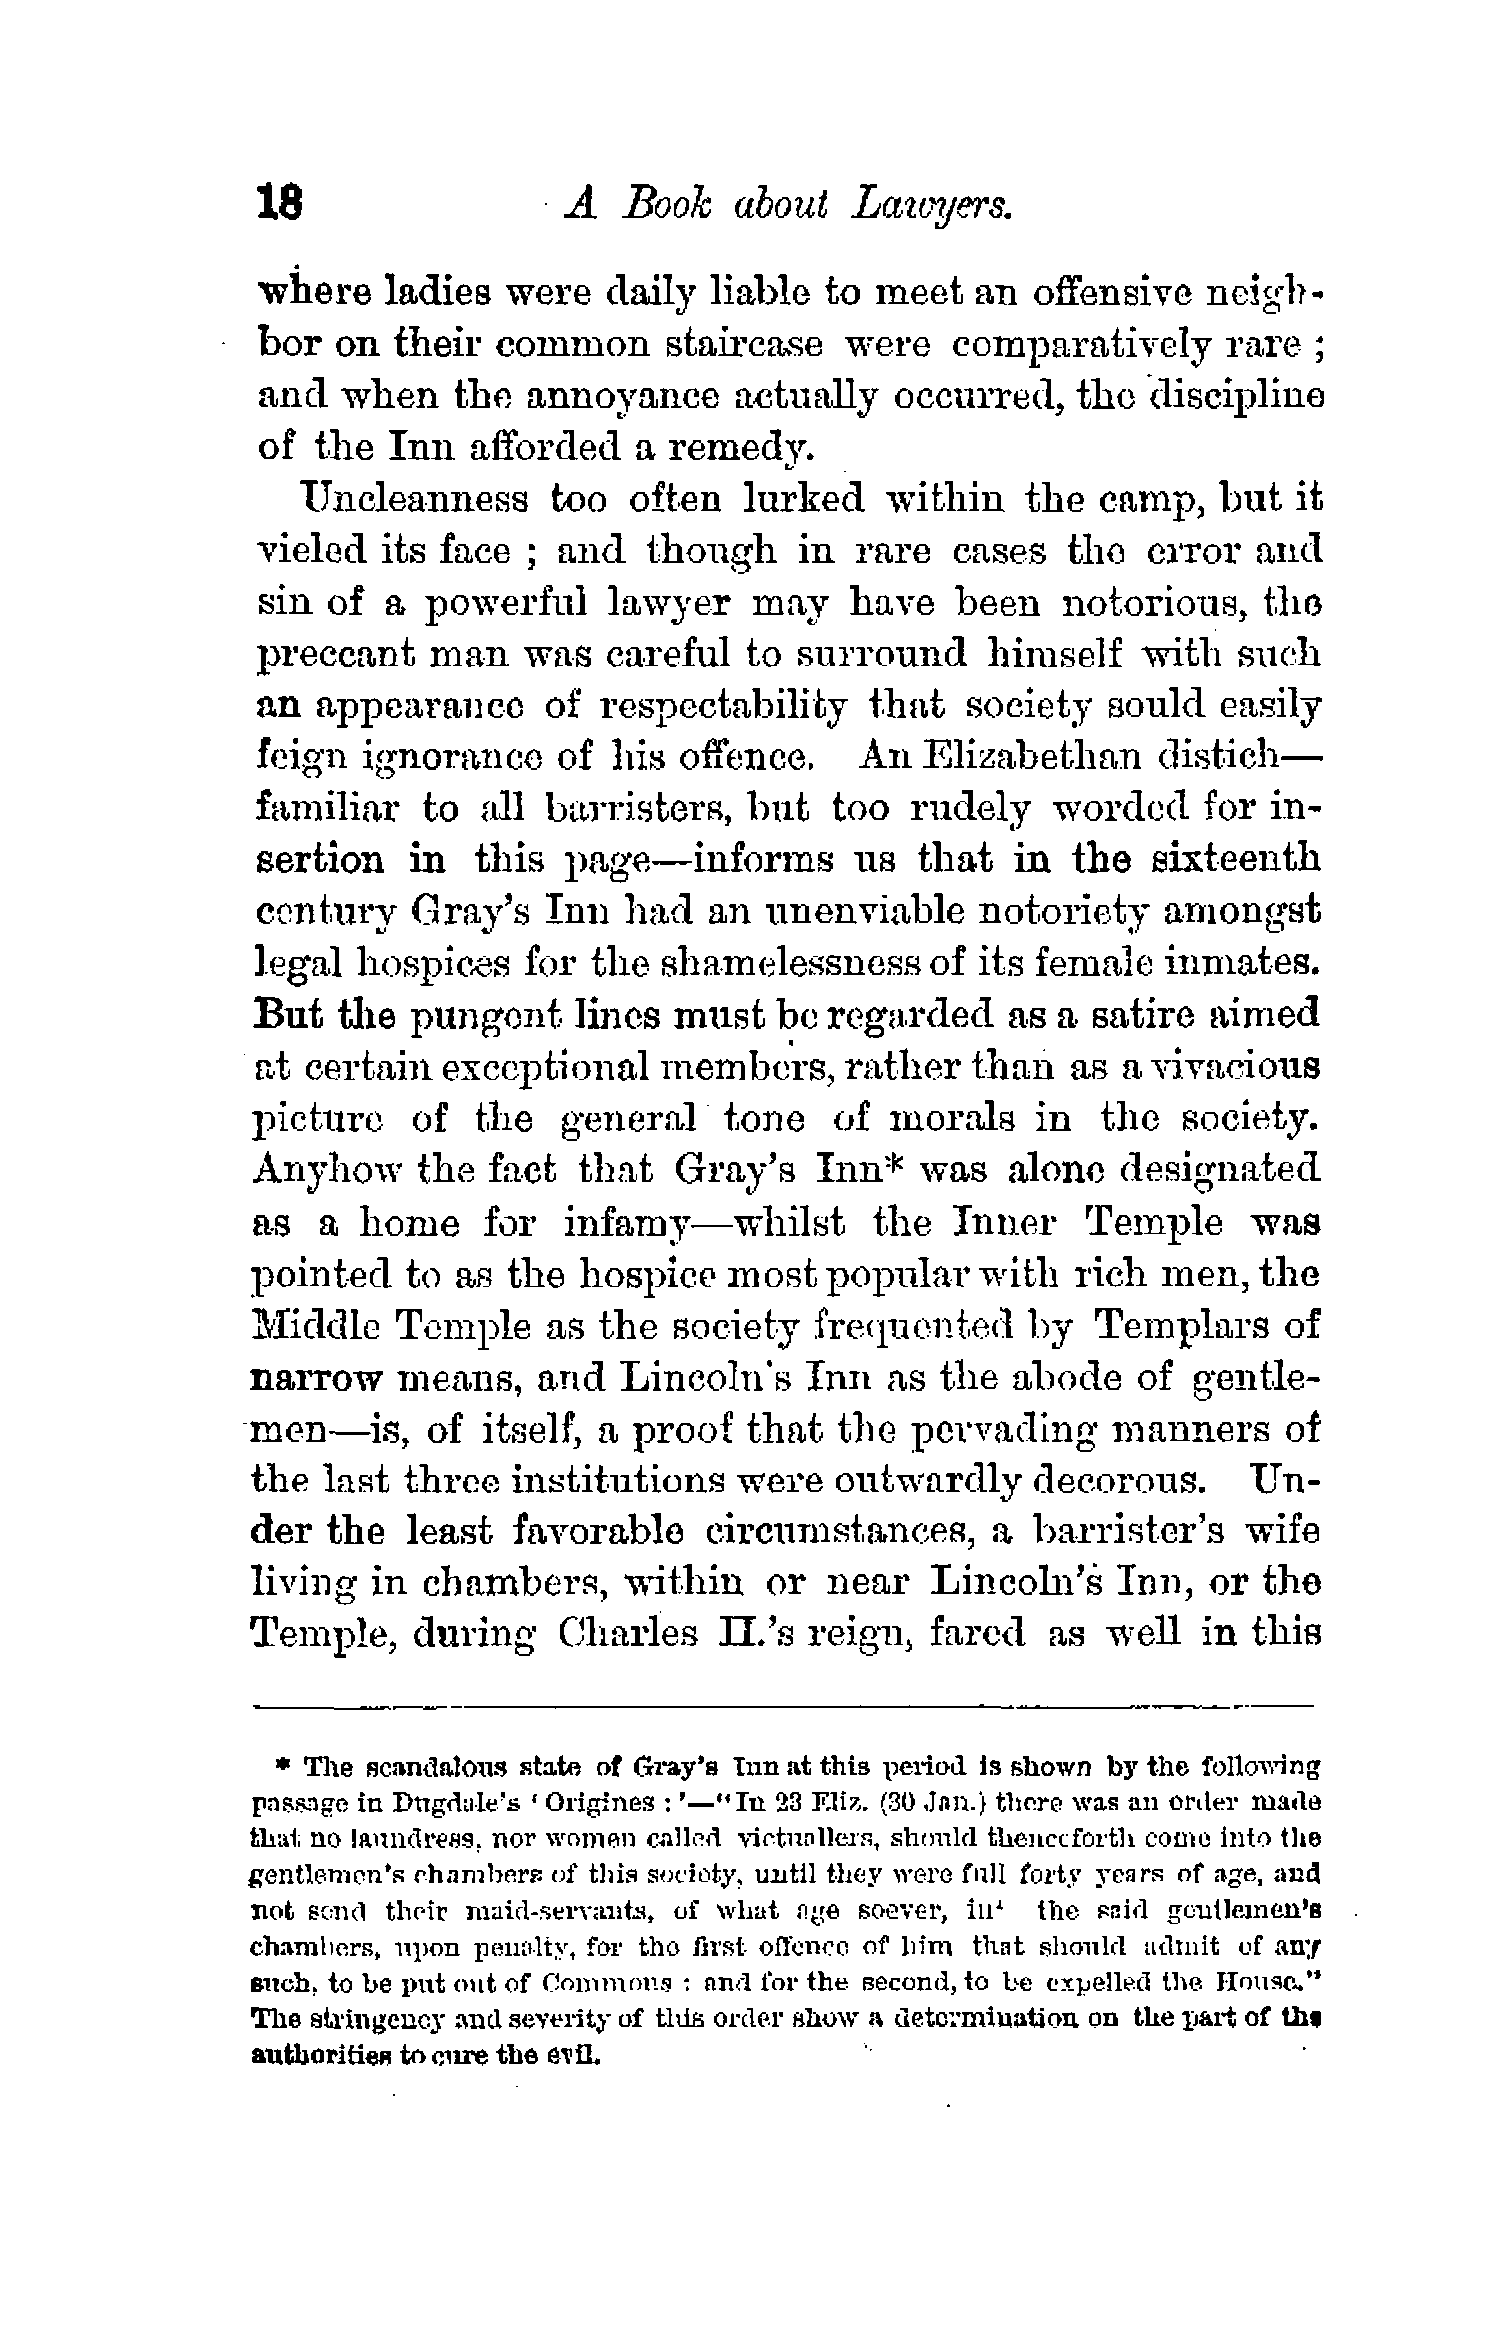 18 A Book about Lawyers.
where ladies were daily liable to meet an offensive neigh-
bor on their common staircase were comparatively rare ;
and when the annoyance actually occurred, the discipline
of the Inn afforded a remedy.
Uncleanness too often lurked within the camp, but it
vieled its face ; and though in rare cases the error and
sin of a powerful lawyer may have been notorious, the
preccant man was careful to surround himself with such
an appearance of respectability that society sould easily
feign ignorance of his offence. An Elizabethan distich—
familiar to all barristers, but too rudely worded for in-
sertion in this page—informs us that in the sixteenth
century Gray's Inn had an unenviable notoriety amongst
legal hospices for the shamelessness of its female inmates.
But the pungent lines must be regarded as a satire aimed
at certain exceptional members, rather than as a vivacious
picture of the general tone of morals in the society.
Anyhow the fact that Gray's Inn* was alone designated
as a home for infamy—whilst the Inner Temple was
pointed to as the hospice most popular with rich men, the
Middle Temple as the society frequented by Templars of
narrow means, and Lincoln's Inn as the abode of gentle-
men—is, of itself, a proof that the pervading manners of
the last three institutions were outwardly decorous. Un-
der the least favorable circumstances, a barrister's wife
living in chambers, within or near Lincoln's Inn, or the
Temple, during Charles II.'s reign, fared as well in this
* The scandalous state of Gray's Inn at this period is shown by the following
passage in Dugdale's ' Origines : '—"In 23 Eliz. (30 Jan.) there was an order made
that no laundress, nor women called victuallers, should thenceforth come into the
gentlemen's chambers of this society, until they were full forty years of age, and
not send their maid-servants, of what age soever, in the said gentlemen's
chambers, upon penalty, for the first offence of him that should admit of any
such, to be put out of Commons : and for the second, to be expelled the House."
The stringency and severity of this order show a determination on the part of the
authorities to cure the evil.